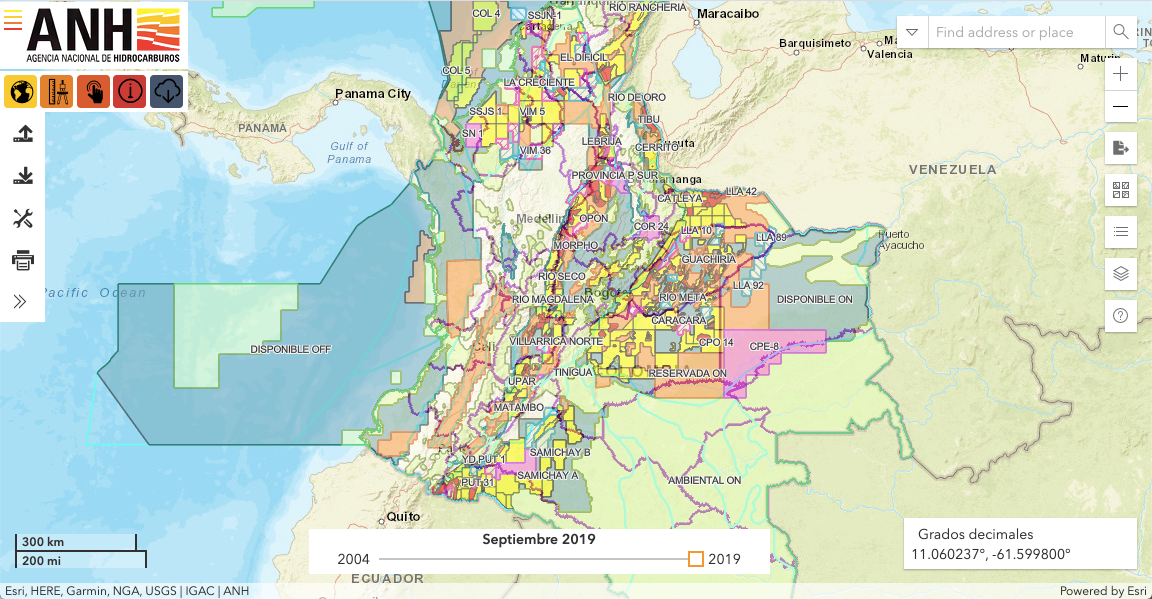 ANH
AGENCIA NACIONAL DE HIDROCARBUROS
COL 4
SSJN-1
RIO RANCHERIA
Maracaibo
Find address or place
Barquisimeto
Valencia
EL DIFICIL
COL 5
LA CRECIENTE
Panama City
RIO DE ORO
SSJS 1
VIM 5
TIBU
PANAMÁ
SN 1
LEBRIJA
CERRITO
Gulf of
Panama
VIM 36
VENEZUELA
PROVINCIA P SUR
CATLEYA
LLA 42
Medellín
OPON
COR 24
LLA 10
LLA 89
Puerto
Ayacucho
MORPHO
GUACHIRIA
RIO SECO
LLA 92
Pacific Ocean
Bogotá
RIO MAGDALENA
RIO META
DISPONIBLE ON
CARACARA
VILLARRICA NORTE
CPO 14
CPE-8
DISPONIBLE OFF
Cali
TINIGUA
RESERVADA ON
UPAR
MATAMBO
SAMICHAY B
YD PUT 1
SAMICHAY A
PUT 31
AMBIENTAL ON
Quito
ECUADOR
300 km
200 mi
Septiembre 2019
2004
2019
Grados decimales
11.060237°, -61.599800°
Esri, HERE, Garmin, NGA, USGS | IGAC | ANH
Powered by Esri